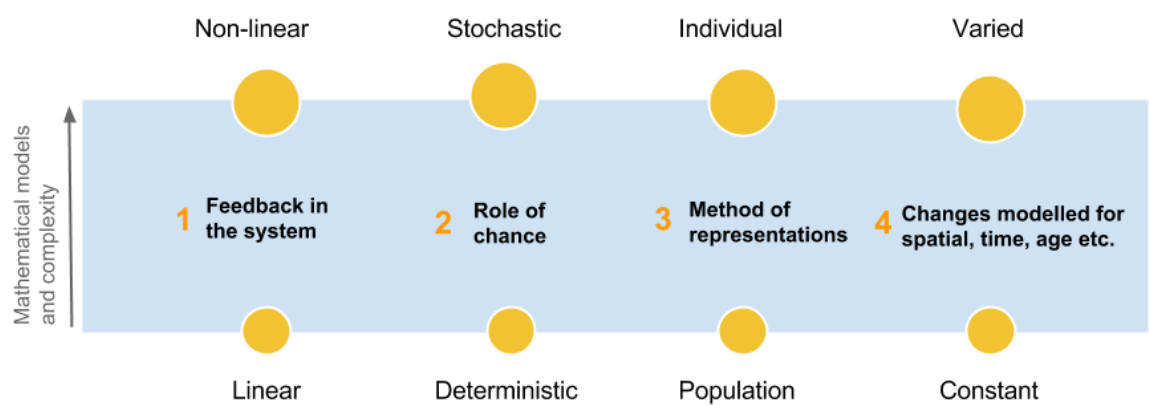 Non-linear
Stochastic
Individual
Varied
Mathematical models
and complexity
1
Feedback in
the system
2
Role of
chance
3
Method of
representations
4
Changes modelled for
spatial, time, age etc.
Linear
Deterministic
Population
Constant